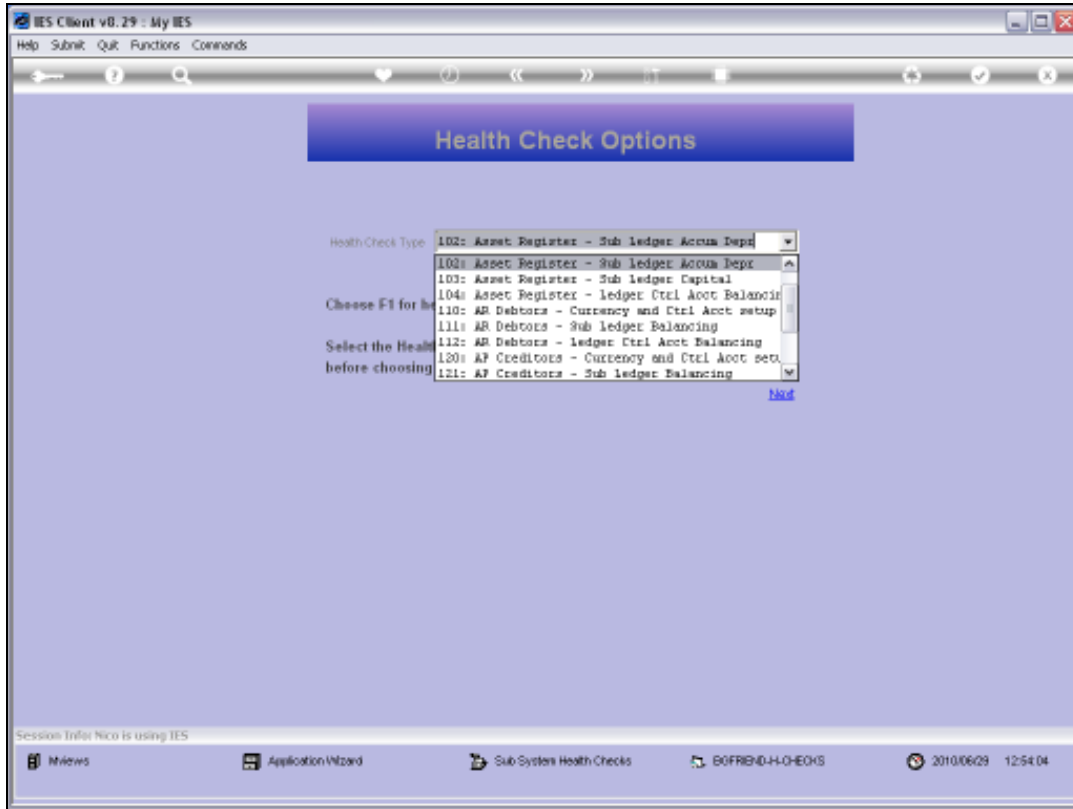 IES Client v8.29 : My IES
Help Submit Quit Functions Commands
Health Check Options
Health Check Type 102: Asset Register - Sub ledger Accum Depr
102: Asset Register - Sub ledger Accum Depr
103: Asset Register - Sub ledger Capital
104: Asset Register - ledger Ctrl Acct Balancin
Choose F1 for he
110: AR Debtors - Currency and Ctrl Acct setup
111: AR Debtors - Sub ledger Balancing
Select the Healt
112: AR Debtors - ledger Ctrl Acct Balancing
120: AP Creditors - Currency and Ctrl Acct setu
before choosing
121: AP Creditors - Sub ledger Balancing
Next
Session Info: Nico is using IES
Mviews Application Wizard Sub System Health Checks BGFRIEND-H-CHECKS 2010/06/29 12:54:04